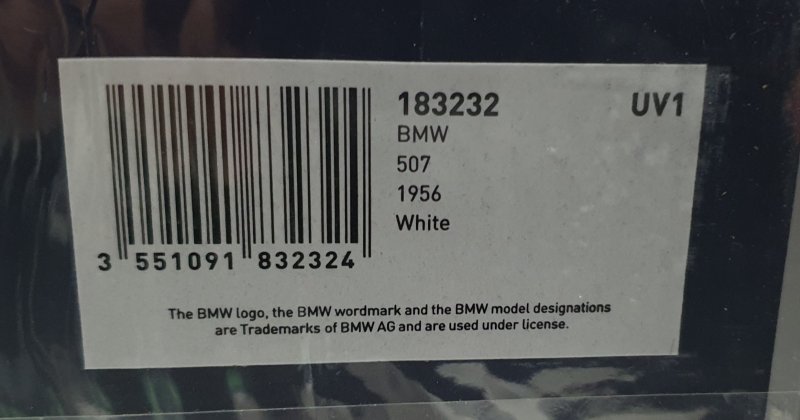 183232 UV1
BMW
507
1956
White
3 551091 832324
The BMW logo, the BMW wordmark and the BMW model designations
are Trademarks of BMW AG and are used under license.